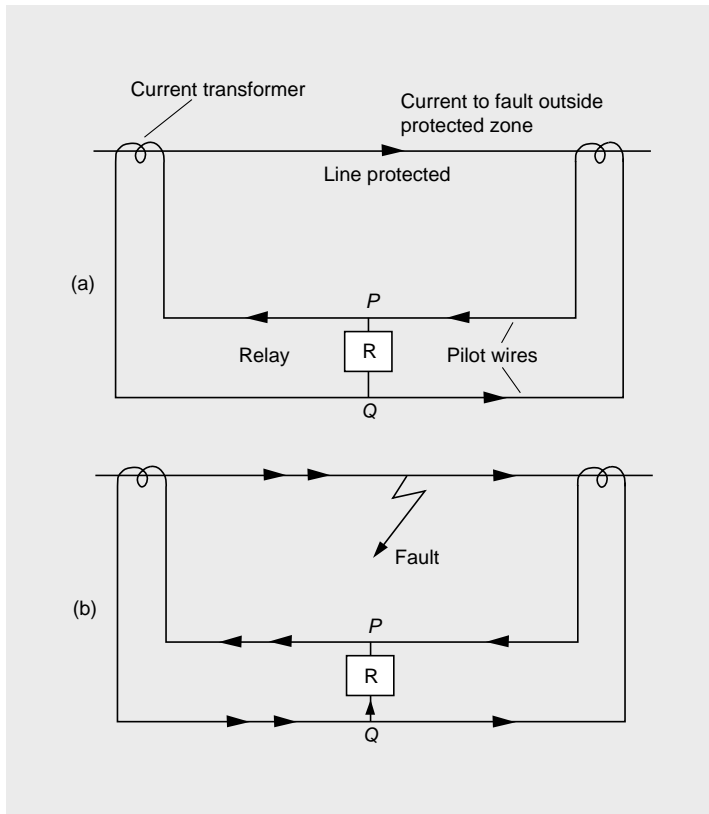 Current transformer
Current to fault outside
protected zone
Line protected
(a)
P
R
Relay
Pilot wires
Q
Fault
(b)
P
R
Q